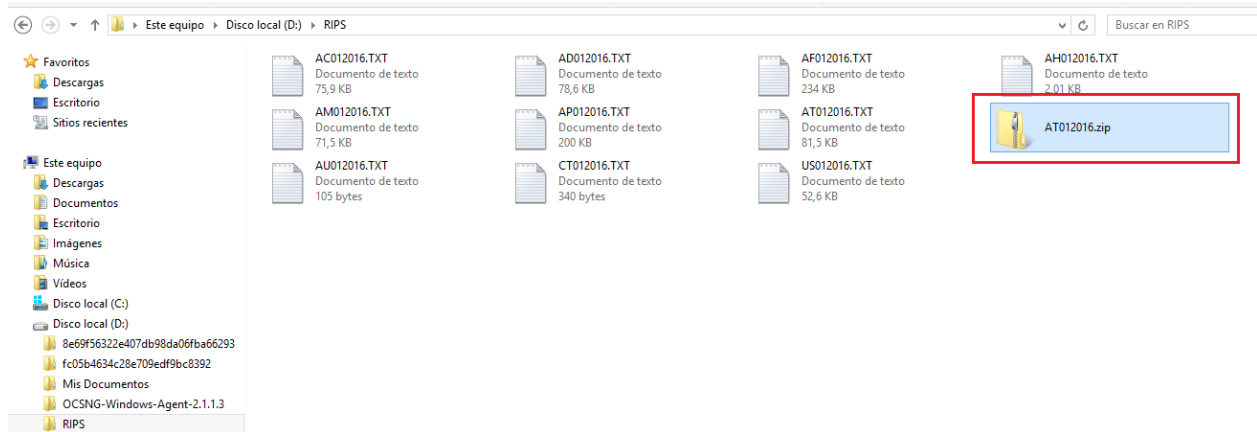 Este equipo Disco local (D:) RIPS Buscar en RIPS
Favoritos
Descargas
Escritorio
Sitios recientes
Este equipo
Descargas
Documentos
Escritorio
Imágenes
Música
Vídeos
Disco local (C:)
Disco local (D:)
8e69f56322e407db98da06fba66293
fc05b4634c28e709edf9bc8392
Mis Documentos
OCSNG-Windows-Agent-2.1.1.3
RIPS
AC012016.TXT
Documento de texto
75,9 KB
AD012016.TXT
Documento de texto
78,6 KB
AF012016.TXT
Documento de texto
234 KB
AH012016.TXT
Documento de texto
2,01 KB
AM012016.TXT
Documento de texto
71,5 KB
AP012016.TXT
Documento de texto
200 KB
AT012016.TXT
Documento de texto
81,5 KB
AT012016.zip
AU012016.TXT
Documento de texto
105 bytes
CT012016.TXT
Documento de texto
340 bytes
US012016.TXT
Documento de texto
52,6 KB